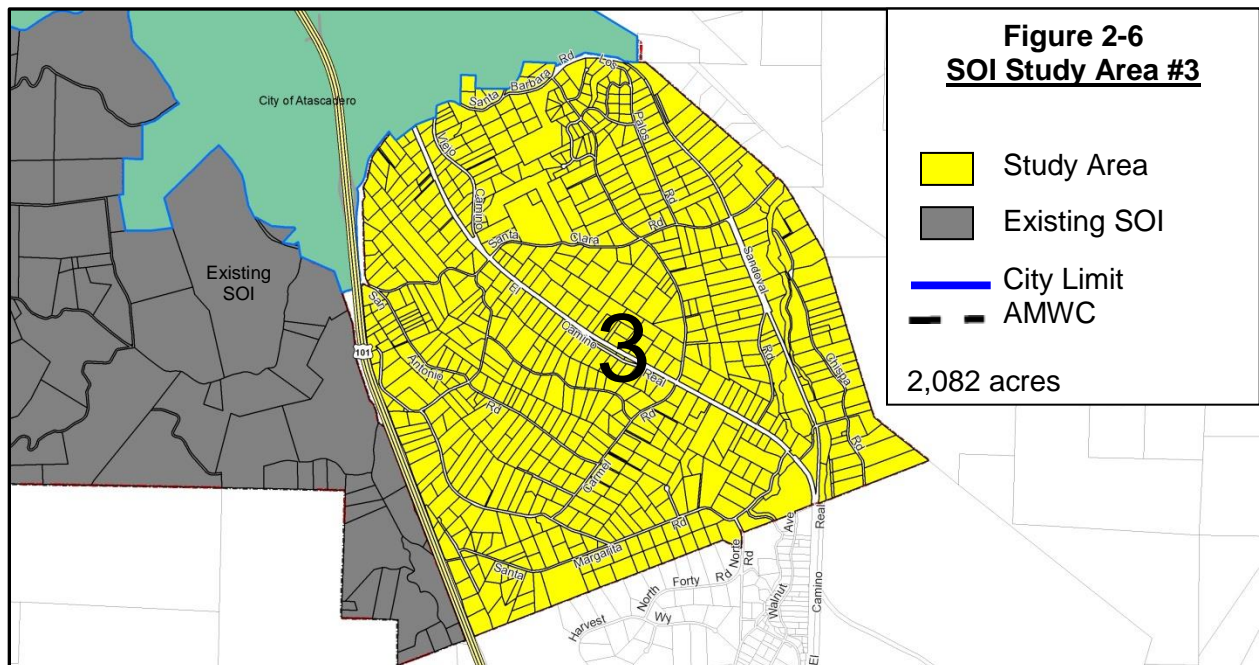 Figure 2-6
SOI Study Area #3
Study Area
Existing SOI
City Limit
AMWC
2,082 acres
City of Atascadero
Existing
SOI
101
3
Santa Barbara Rd
Los Palos Rd
Viejo Camino
Santa Clara Rd
El Camino Real
San Antonio Rd
Carmel Rd
Sandoval Rd
Chispa Rd
Santa Margarita Rd
Norte Rd
Walnut Ave
El Camino Real
North Forty Rd
Harvest Wy